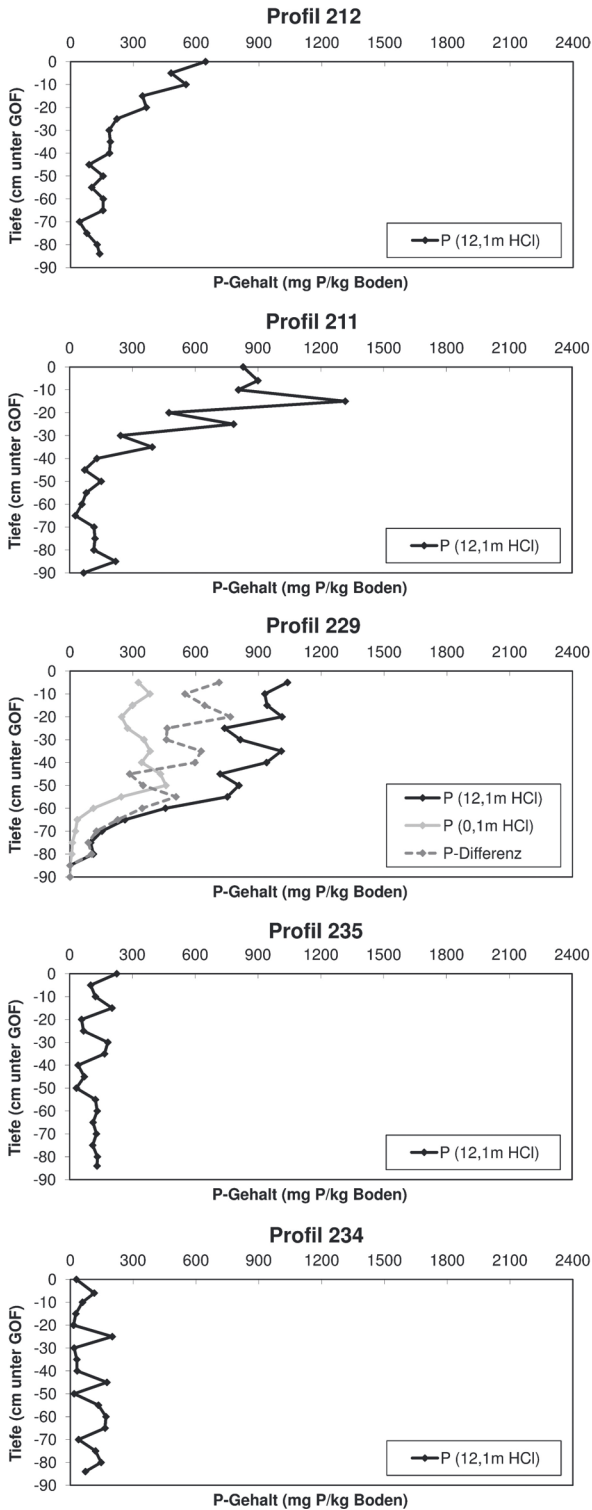 Profil 212
0 300 600 900 1200 1500 1800 2100 2400
Tiefe (cm unter GOF)
0
-10
-20
-30
-40
-50
-60
-70
-80
-90
P (12,1m HCl)
P-Gehalt (mg P/kg Boden)
Profil 211
0 300 600 900 1200 1500 1800 2100 2400
Tiefe (cm unter GOF)
0
-10
-20
-30
-40
-50
-60
-70
-80
-90
P (12,1m HCl)
P-Gehalt (mg P/kg Boden)
Profil 229
0 300 600 900 1200 1500 1800 2100 2400
Tiefe (cm unter GOF)
0
-10
-20
-30
-40
-50
-60
-70
-80
-90
P (12,1m HCl)
P (0,1m HCl)
P-Differenz
P-Gehalt (mg P/kg Boden)
Profil 235
0 300 600 900 1200 1500 1800 2100 2400
Tiefe (cm unter GOF)
0
-10
-20
-30
-40
-50
-60
-70
-80
-90
P (12,1m HCl)
P-Gehalt (mg P/kg Boden)
Profil 234
0 300 600 900 1200 1500 1800 2100 2400
Tiefe (cm unter GOF)
0
-10
-20
-30
-40
-50
-60
-70
-80
-90
P (12,1m HCl)
P-Gehalt (mg P/kg Boden)